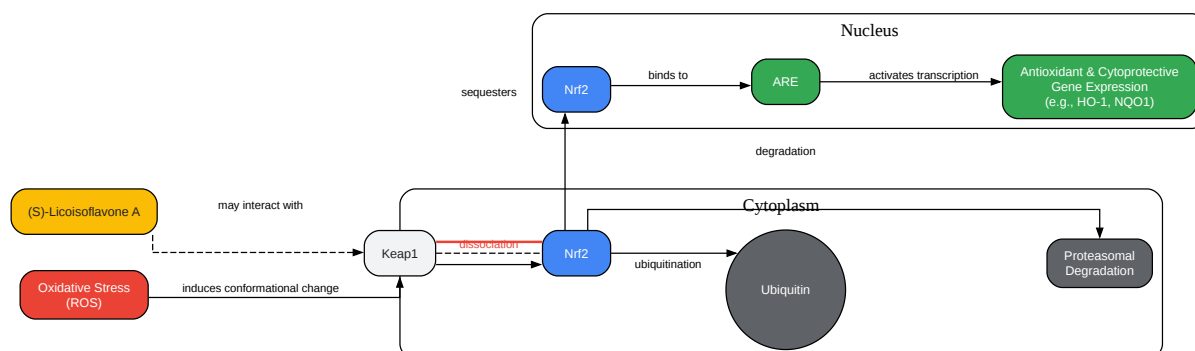 Nucleus
Nrf2
binds to
ARE
activates transcription
Antioxidant & Cytoprotective
Gene Expression
(e.g., HO-1, NQO1)
sequesters
degradation
(S)-Licoisoflavone A
may interact with
Cytoplasm
Keap1
dissociation
Nrf2
ubiquitination
Ubiquitin
Proteasomal
Degradation
Oxidative Stress
(ROS)
induces conformational change